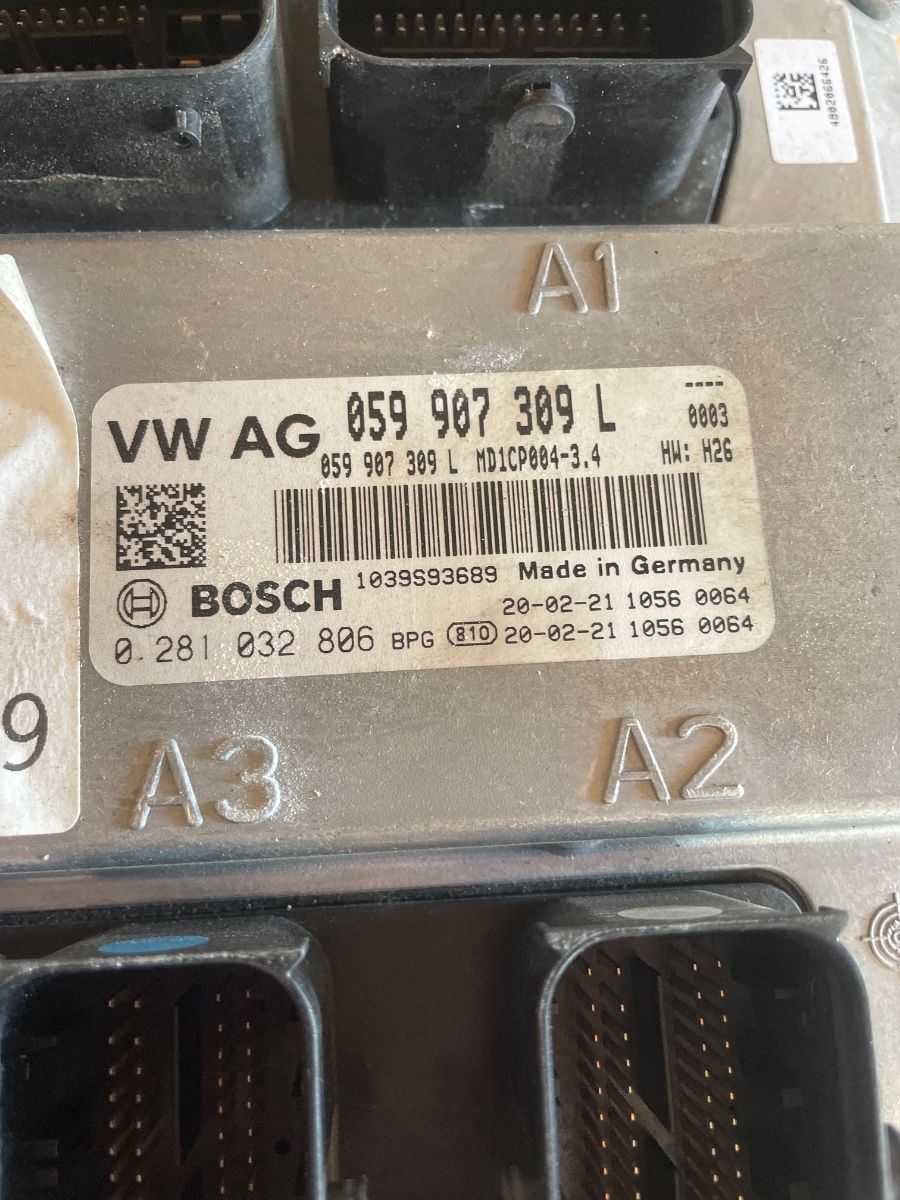 4802066426
A1
VW AG 059 907 309 L ----
0003
059 907 309 L MD1CP004-3.4 HW: H26
1039S93689 Made in Germany
BOSCH
20-02-21 1056 0064
0 281 032 806 BPG 810 20-02-21 1056 0064
9
A3 A2